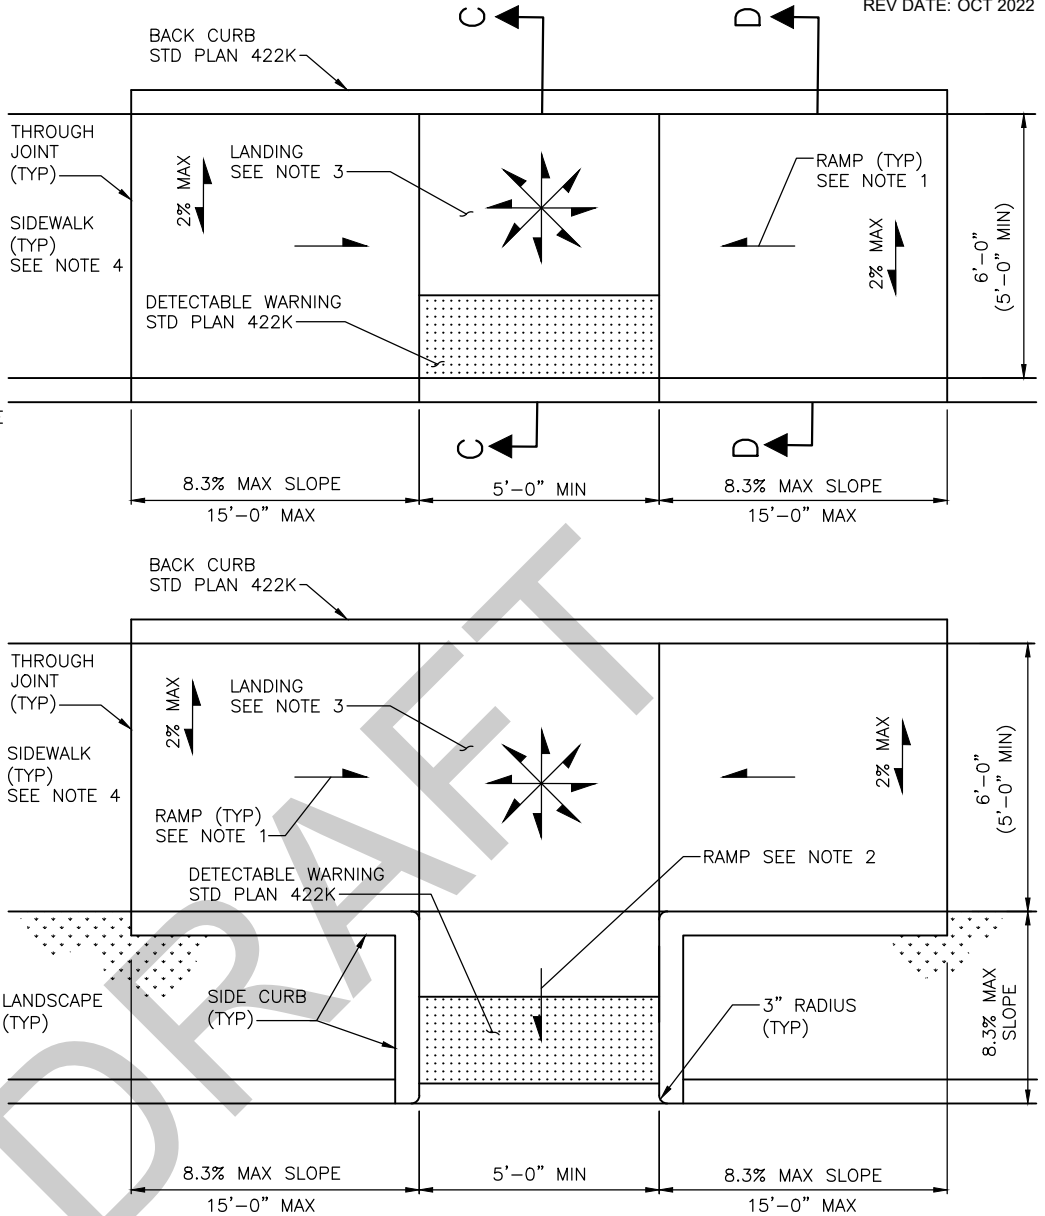 REV DATE: OCT 2022
C
D
BACK CURB
STD PLAN 422K
THROUGH
JOINT
(TYP)
2% MAX
LANDING
SEE NOTE 3
RAMP (TYP)
SEE NOTE 1
SIDEWALK
(TYP)
SEE NOTE 4
2% MAX
6'-0"
(5'-0" MIN)
DETECTABLE WARNING
STD PLAN 422K
E
C
D
8.3% MAX SLOPE
15'-0" MAX
5'-0" MIN
8.3% MAX SLOPE
15'-0" MAX
BACK CURB
STD PLAN 422K
THROUGH
JOINT
(TYP)
2% MAX
LANDING
SEE NOTE 3
SIDEWALK
(TYP)
SEE NOTE 4
2% MAX
6'-0"
(5'-0" MIN)
RAMP (TYP)
SEE NOTE 1
RAMP SEE NOTE 2
DETECTABLE WARNING
STD PLAN 422K
LANDSCAPE
(TYP)
SIDE CURB
(TYP)
3" RADIUS
(TYP)
8.3% MAX
SLOPE
8.3% MAX SLOPE
15'-0" MAX
5'-0" MIN
8.3% MAX SLOPE
15'-0" MAX
DRAFT